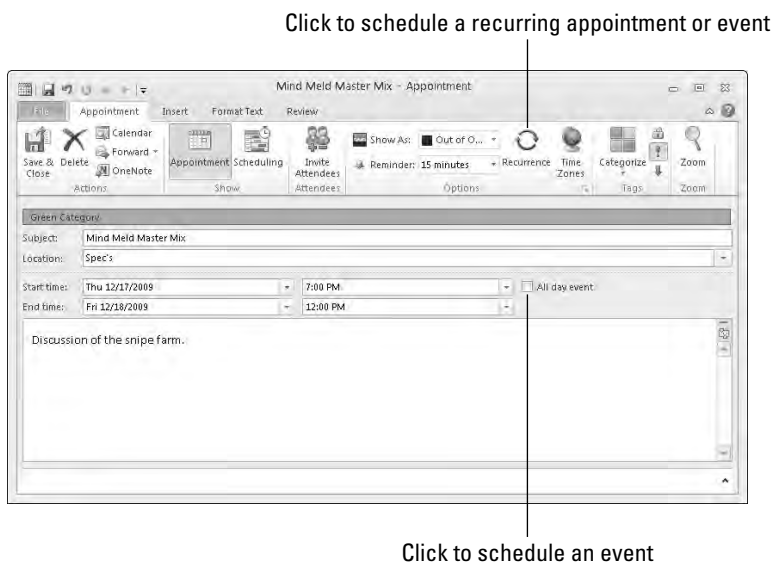 Click to schedule a recurring appointment or event
Mind Meld Master Mix - Appointment
File Appointment Insert Format Text Review
Save & Close
Delete
Calendar
Forward
OneNote
Actions
Appointment Scheduling
Show
Invite Attendees
Attendees
Show As: Out of O...
Reminder: 15 minutes
Recurrence
Time Zones
Options
Categorize
Tags
Zoom
Zoom
Green Category
Subject: Mind Meld Master Mix
Location: Spec's
Start time: Thu 12/17/2009 7:00 PM All day event
End time: Fri 12/18/2009 12:00 PM
Discussion of the snipe farm.
Click to schedule an event